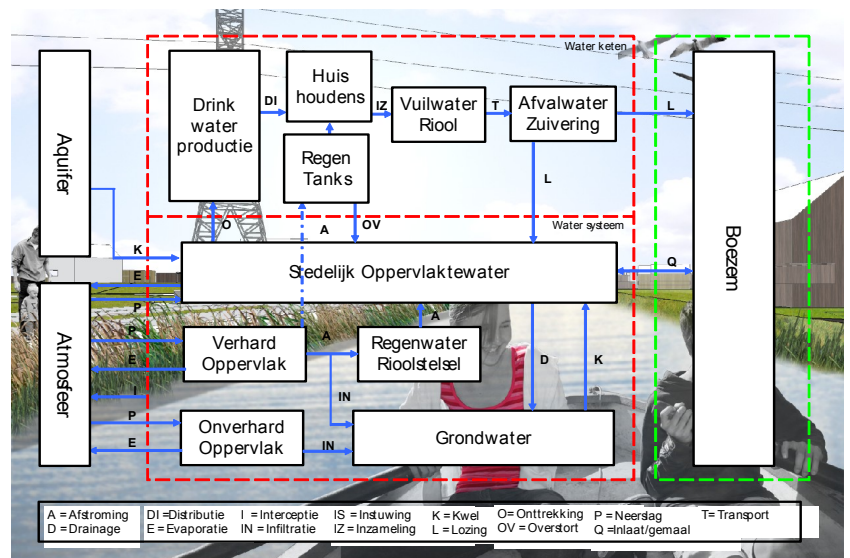 Water keten
Huis
houdens
Drink
water
productie
DI
IZ
Vuilwater
Riool
T
Afvalwater
Zuivering
L
Aquifer
Regen
Tanks
L
O
A
OV
Water systeem
K
Stedelijk Oppervlaktewater
Q
Boezem
E
P
Atmosfeer
P
Verhard
Oppervlak
A
Regenwater
Rioolstelsel
A
D
K
E
I
IN
P
Onverhard
Oppervlak
IN
Grondwater
E
A = Afstroming DI =Distributie I = Interceptie IS = Instuwing K = Kwel O= Onttrekking P = Neerslag T= Transport
D = Drainage E = Evaporatie IN = Infiltratie IZ = Inzameling L = Lozing OV = Overstort Q =Inlaat/gemaal